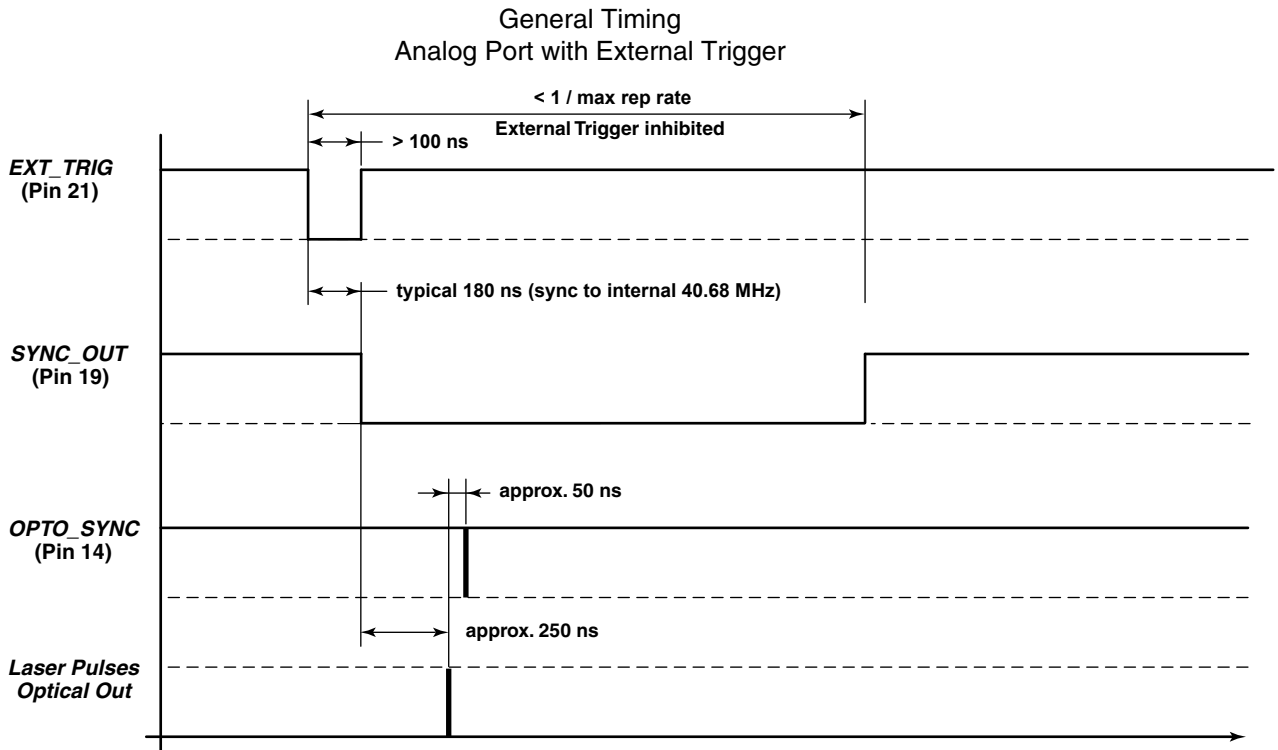 General Timing
Analog Port with External Trigger
< 1 / max rep rate
External Trigger inhibited
> 100 ns
EXT_TRIG
(Pin 21)
typical 180 ns (sync to internal 40.68 MHz)
SYNC_OUT
(Pin 19)
approx. 50 ns
OPTO_SYNC
(Pin 14)
approx. 250 ns
Laser Pulses
Optical Out